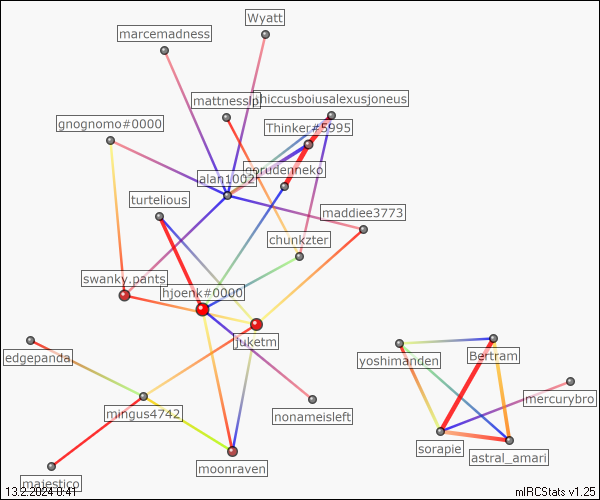 Wyatt
marcemadness
hiccusboiusalexusjoneus
mattnesslp
gnognomo#0000
Thinker#5995
gorudenneko
alan1002
turtelious
maddiee3773
chunkzter
swanky.pants
hjoenk#0000
juketm
edgepanda
yoshimanden
Bertram
mercurybro
mingus4742
nonameisleft
sorapie
astral_amari
moonraven
majestico
13.2.2024 0:41
mIRCStats v1.25